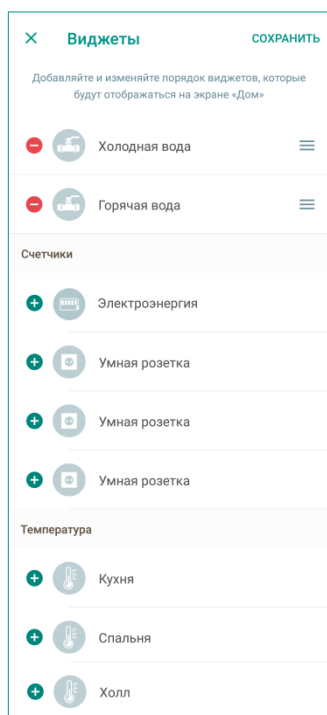 Виджеты
СОХРАНИТЬ
Добавляйте и изменяйте порядок виджетов, которые
будут отображаться на экране «Дом»
Холодная вода
Горячая вода
Счетчики
Электроэнергия
Умная розетка
Умная розетка
Умная розетка
Температура
Кухня
Спальня
Холл